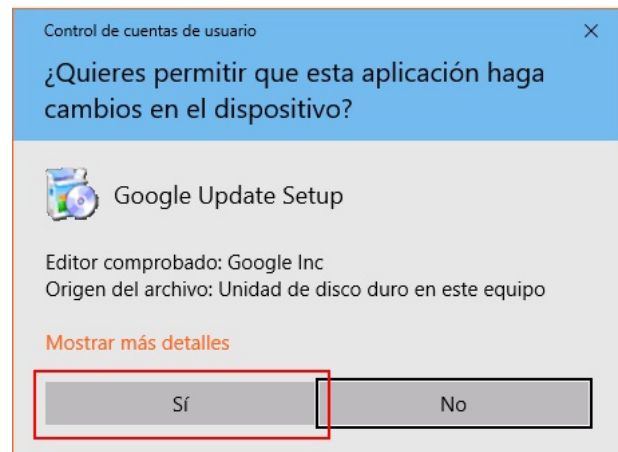 Control de cuentas de usuario
¿Quieres permitir que esta aplicación haga
cambios en el dispositivo?
Google Update Setup
Editor comprobado: Google Inc
Origen del archivo: Unidad de disco duro en este equipo
Mostrar más detalles
Sí
No